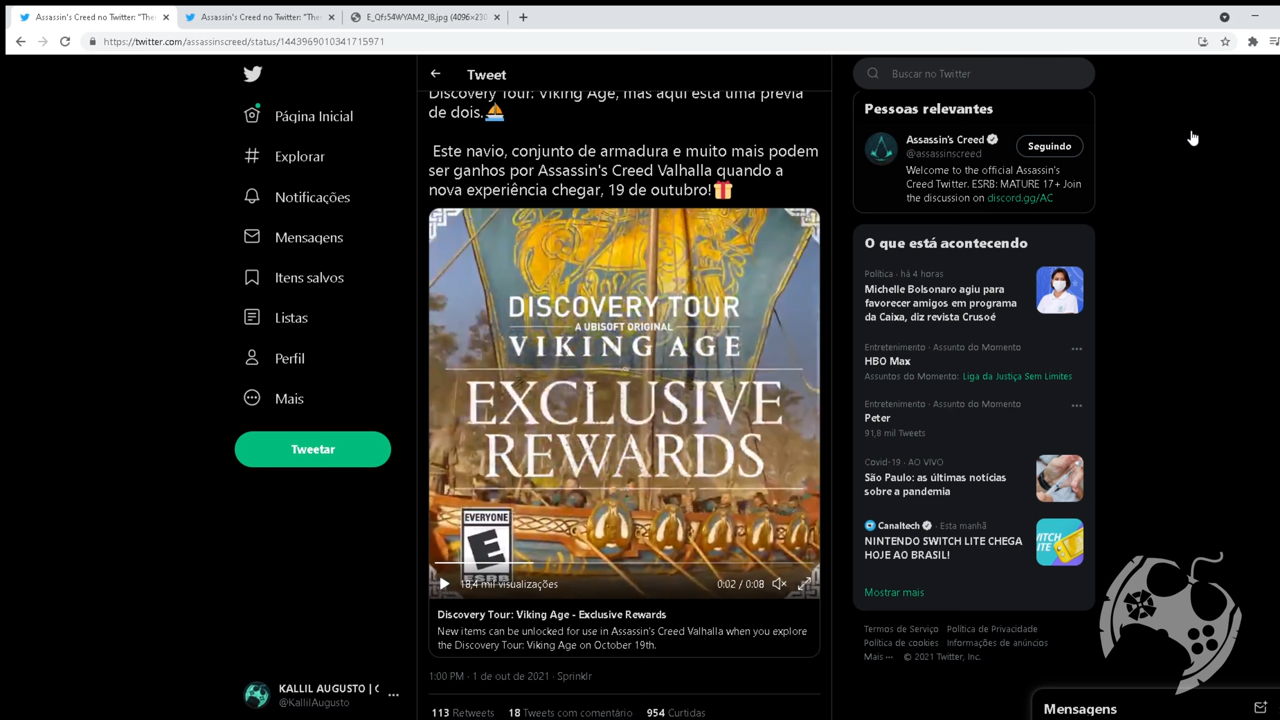 Assassin's Creed no Twitter: "The
Assassin's Creed no Twitter: "The
E_Qfs54WYAM2_I8.jpg (4096×230
https://twitter.com/assassinscreed/status/1443969010341715971
Página Inicial
Explorar
Notificações
Mensagens
Itens salvos
Listas
Perfil
Mais
Tweetar
KALLIL AUGUSTO | C
@KallilAugusto
Tweet
Discovery Tour: Viking Age, mas aqui está uma prévia
de dois.⛵
Este navio, conjunto de armadura e muito mais podem
ser ganhos por Assassin's Creed Valhalla quando a
nova experiência chegar, 19 de outubro!🎁
DISCOVERY TOUR
A UBISOFT ORIGINAL
VIKING AGE
EXCLUSIVE
REWARDS
EVERYONE
E
ESRB
18,4 mil visualizações
0:02 / 0:08
Discovery Tour: Viking Age - Exclusive Rewards
New items can be unlocked for use in Assassin's Creed Valhalla when you explore
the Discovery Tour: Viking Age on October 19th.
1:00 PM · 1 de out de 2021 · Sprinklr
113 Retweets 18 Tweets com comentário 954 Curtidas
Buscar no Twitter
Pessoas relevantes
Assassin's Creed
@assassinscreed
Seguindo
Welcome to the official Assassin's
Creed Twitter. ESRB: MATURE 17+ Join
the discussion on discord.gg/AC
O que está acontecendo
Política · há 4 horas
Michelle Bolsonaro agiu para
favorecer amigos em programa
da Caixa, diz revista Crusoé
Entretenimento · Assunto do Momento
HBO Max
Assuntos do Momento: Liga da Justiça Sem Limites
Entretenimento · Assunto do Momento
Peter
91,8 mil Tweets
Covid-19 · AO VIVO
São Paulo: as últimas notícias
sobre a pandemia
Canaltech · Esta manhã
NINTENDO SWITCH LITE CHEGA
HOJE AO BRASIL!
Mostrar mais
Termos de Serviço Política de Privacidade
Política de cookies Informações de anúncios
Mais ··· © 2021 Twitter, Inc.
Mensagens